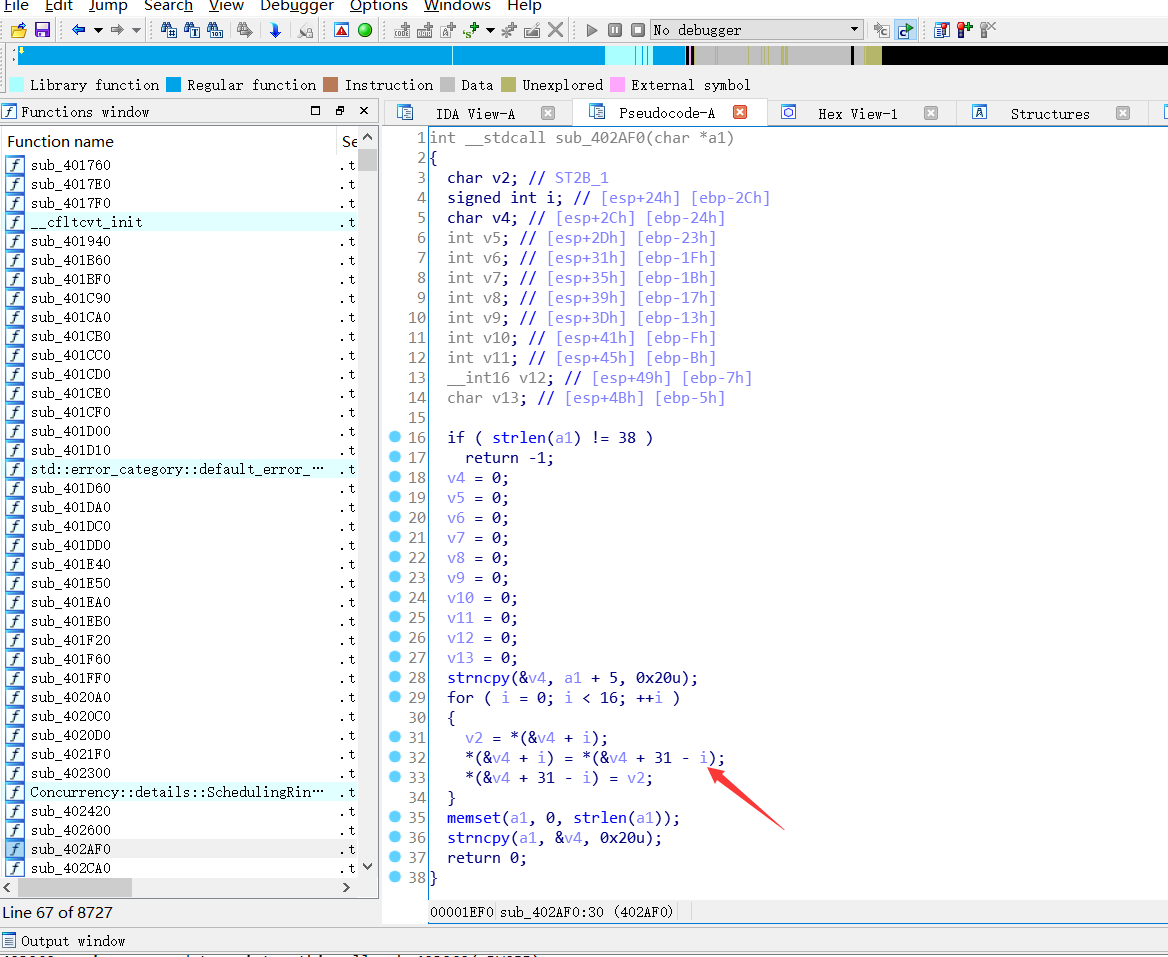 File Edit Jump Search View Debugger Options Windows Help
No debugger
Library function Regular function Instruction Data Unexplored External symbol
Functions window
IDA View-A Pseudocode-A Hex View-1 Structures
Function name Se
sub_401760 .t
sub_4017E0 .t
sub_4017F0 .t
__cfltcvt_init .t
sub_401940 .t
sub_401B60 .t
sub_401BF0 .t
sub_401C90 .t
sub_401CA0 .t
sub_401CB0 .t
sub_401CC0 .t
sub_401CD0 .t
sub_401CE0 .t
sub_401CF0 .t
sub_401D00 .t
sub_401D10 .t
std::error_category::default_error_… .t
sub_401D60 .t
sub_401DA0 .t
sub_401DC0 .t
sub_401DD0 .t
sub_401E40 .t
sub_401E50 .t
sub_401EA0 .t
sub_401EB0 .t
sub_401F20 .t
sub_401F60 .t
sub_401FF0 .t
sub_4020A0 .t
sub_4020C0 .t
sub_4020D0 .t
sub_4021F0 .t
sub_402300 .t
Concurrency::details::SchedulingRin… .t
sub_402420 .t
sub_402600 .t
sub_402AF0 .t
sub_402CA0 .t
Line 67 of 8727
1 int __stdcall sub_402AF0(char *a1)
2 {
3 char v2; // ST2B_1
4 signed int i; // [esp+24h] [ebp-2Ch]
5 char v4; // [esp+2Ch] [ebp-24h]
6 int v5; // [esp+2Dh] [ebp-23h]
7 int v6; // [esp+31h] [ebp-1Fh]
8 int v7; // [esp+35h] [ebp-1Bh]
9 int v8; // [esp+39h] [ebp-17h]
10 int v9; // [esp+3Dh] [ebp-13h]
11 int v10; // [esp+41h] [ebp-Fh]
12 int v11; // [esp+45h] [ebp-Bh]
13 __int16 v12; // [esp+49h] [ebp-7h]
14 char v13; // [esp+4Bh] [ebp-5h]
15
16 if ( strlen(a1) != 38 )
17 return -1;
18 v4 = 0;
19 v5 = 0;
20 v6 = 0;
21 v7 = 0;
22 v8 = 0;
23 v9 = 0;
24 v10 = 0;
25 v11 = 0;
26 v12 = 0;
27 v13 = 0;
28 strncpy(&v4, a1 + 5, 0x20u);
29 for ( i = 0; i < 16; ++i )
30 {
31 v2 = *(&v4 + i);
32 *(&v4 + i) = *(&v4 + 31 - i);
33 *(&v4 + 31 - i) = v2;
34 }
35 memset(a1, 0, strlen(a1));
36 strncpy(a1, &v4, 0x20u);
37 return 0;
38 }
00001EF0 sub_402AF0:30 (402AF0)
Output window